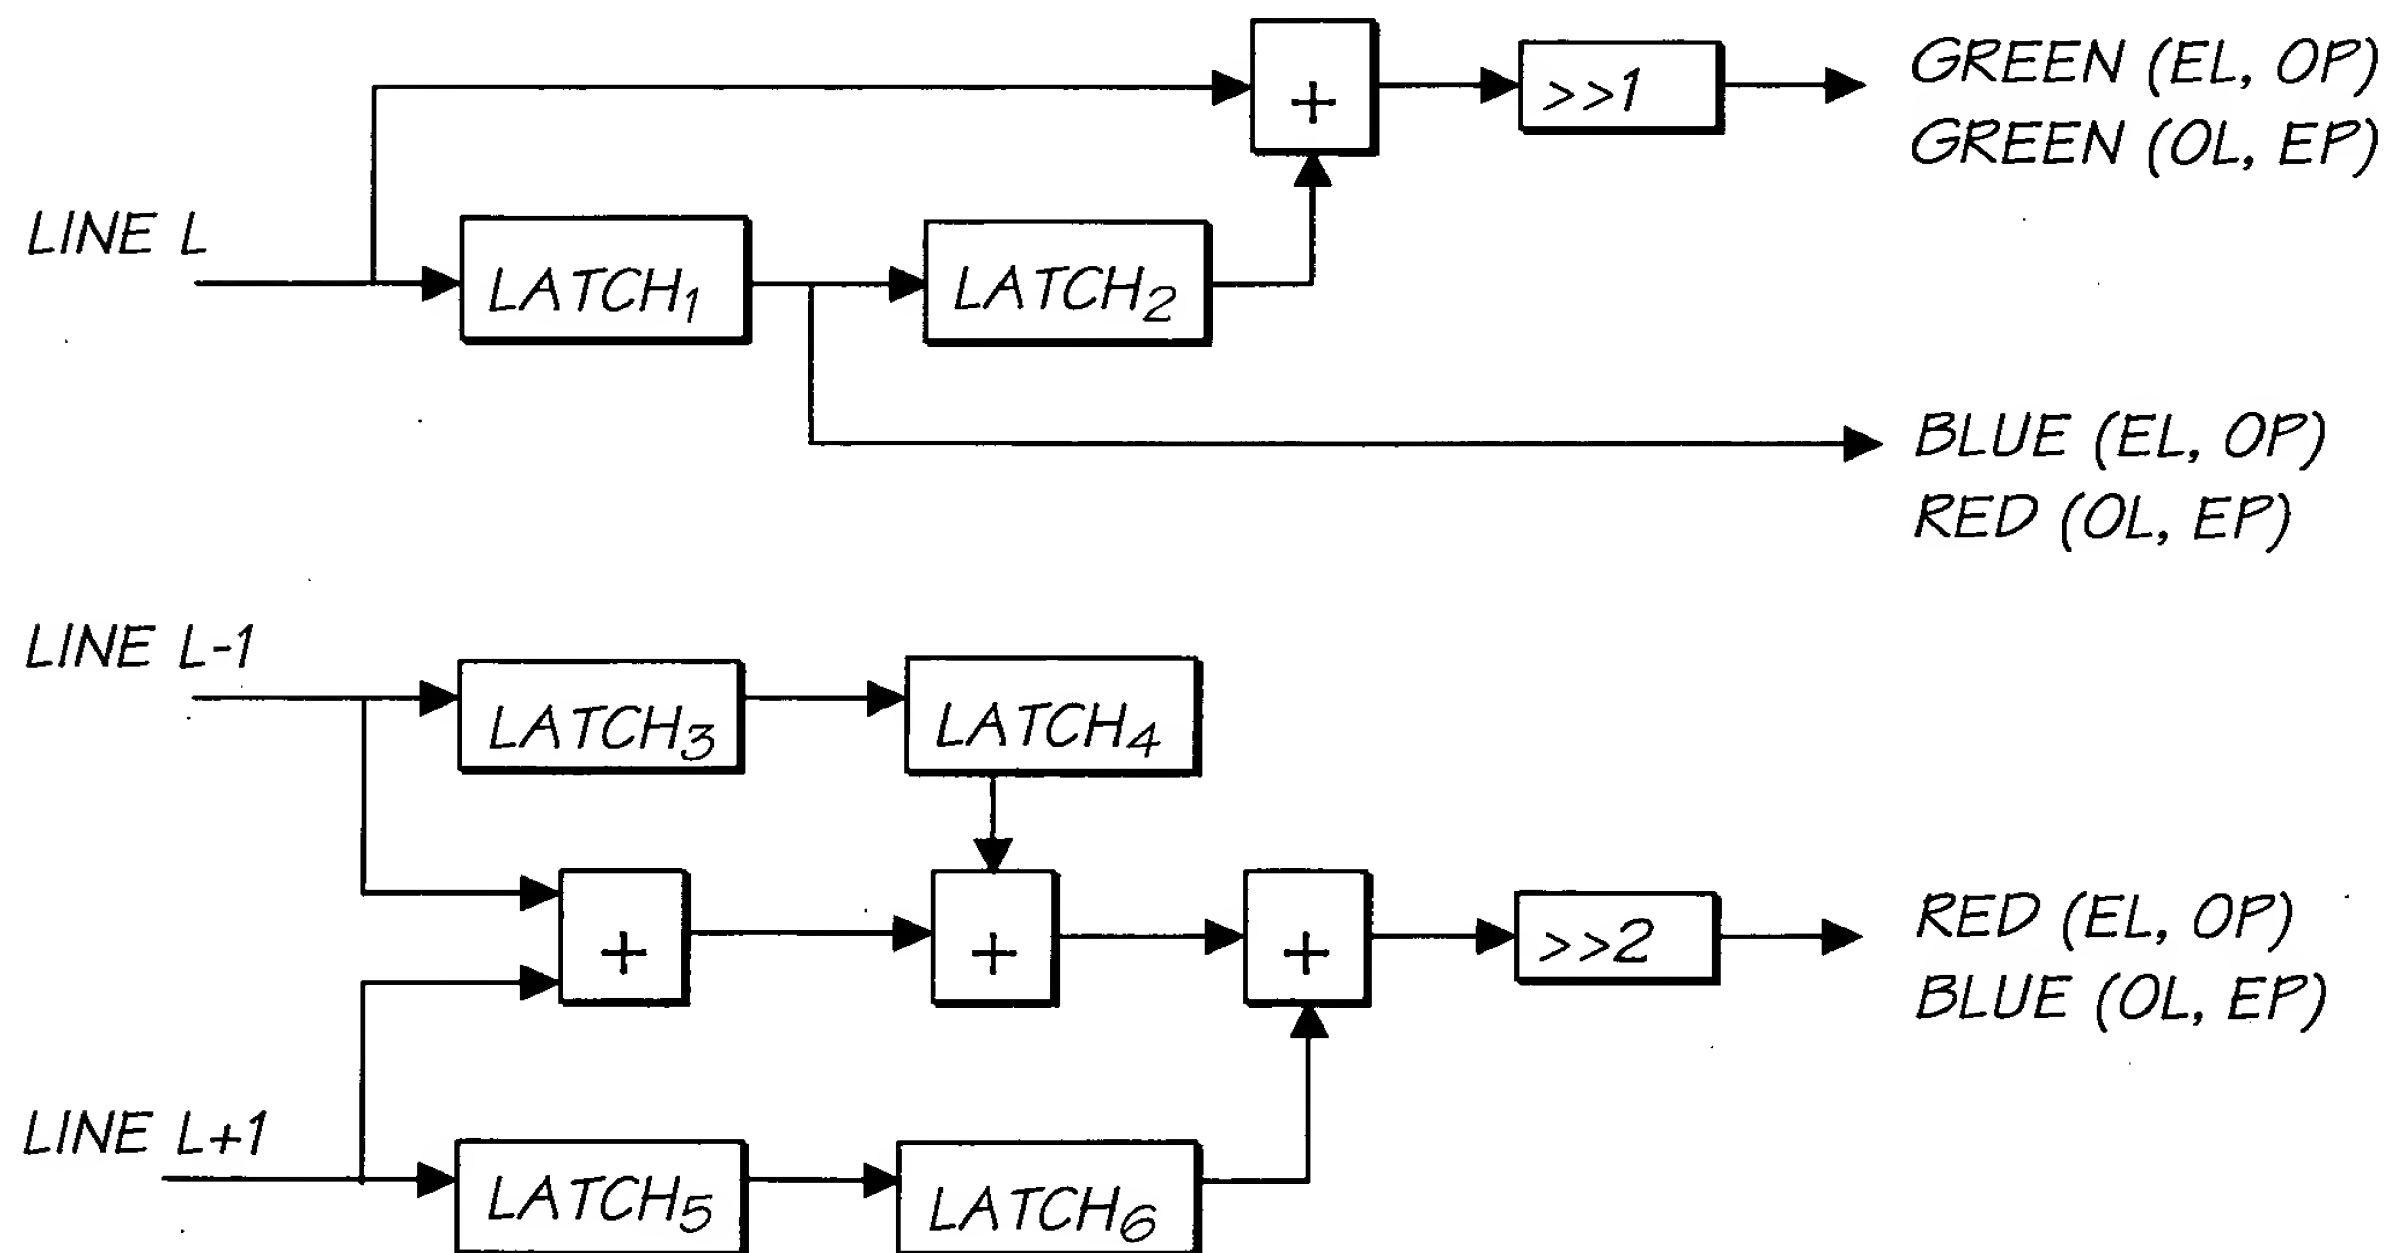 +
>>1
GREEN (EL, OP)
GREEN (OL, EP)
LINE L
LATCH1
LATCH2
BLUE (EL, OP)
RED (OL, EP)
LINE L-1
LATCH3
LATCH4
+
+
+
>>2
RED (EL, OP)
BLUE (OL, EP)
LINE L+1
LATCH5
LATCH6